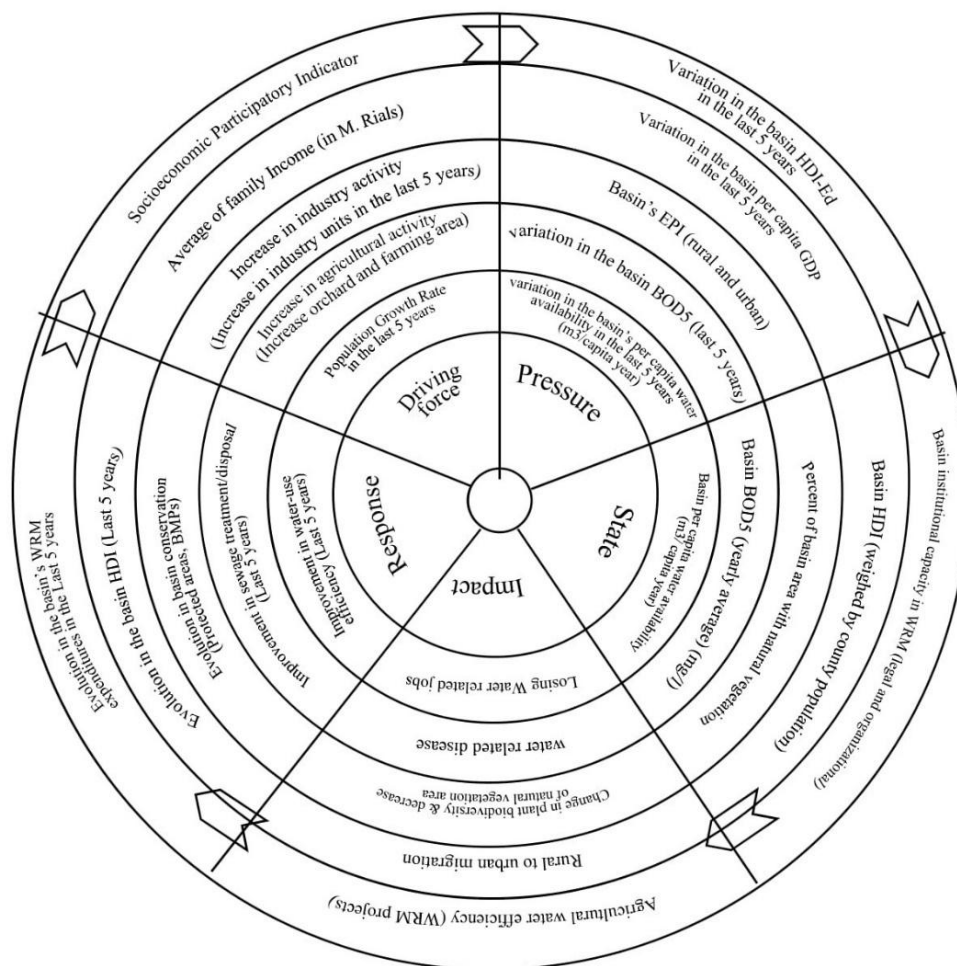 Driving
force
Population Growth Rate
in the last 5 years
Increase in agricultural activity
(Increase orchard and farming area)
Increase in industry activity
(Increase in industry units in the last 5 years)
Average of family Income (in M. Rials)
Socioeconomic Participatory Indicator
Pressure
variation in the basin's per capita water
availability in the last 5 years
(m3/capita year)
variation in the basin BOD5 (last 5 years)
Basin's EPI (rural and urban)
Variation in the basin per capita GDP
in the last 5 years
Variation in the basin HDI-Ed
in the last 5 years
State
Basin per capita water availability
(m3/ capita year)
Basin BOD5 (yearly average) (mg/l)
Percent of basin area with natural vegetation
Basin HDI (weighed by county population)
Basin institutional capacity in WRM (legal and organizational)
Impact
Losing Water related jobs
water related disease
Change in plant biodiversity & decrease
of natural vegetation area
Rural to urban migration
Agricultural water efficiency (WRM projects)
Response
Improvement in water-use
efficiency (Last 5 years)
Improvement in sewage treatment/disposal
(Last 5 years)
Evolution in basin conservation
(Protected areas, BMPs)
Evolution in the basin HDI (Last 5 years)
Evolution in the basin's WRM
expenditures in the Last 5 years